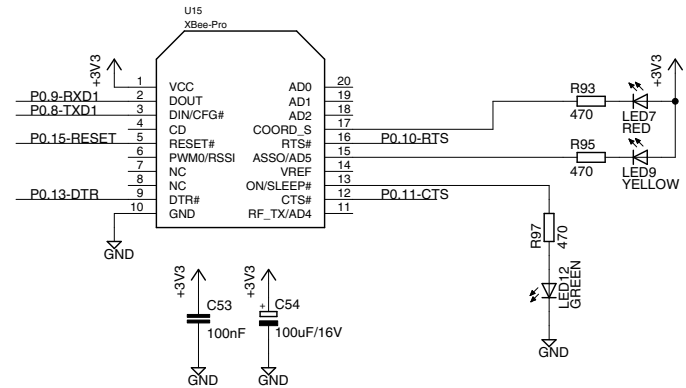 U15
XBee-Pro
+3V3
1 VCC AD0 20
P0.9-RXD1 2 DOUT AD1 19
P0.8-TXD1 3 DIN/CFG# AD2 18
4 CD COORD_S 17
P0.15-RESET 5 RESET# RTS# 16 P0.10-RTS
6 PWM0/RSSI ASSO/AD5 15
7 NC VREF 14
8 NC ON/SLEEP# 13
P0.13-DTR 9 DTR# CTS# 12 P0.11-CTS
10 GND RF_TX/AD4 11
GND
R93
470
LED7
RED
+3V3
R95
470
LED9
YELLOW
R97
470
LED12
GREEN
GND
+3V3
C53
100nF
GND
+3V3
+
C54
100uF/16V
GND